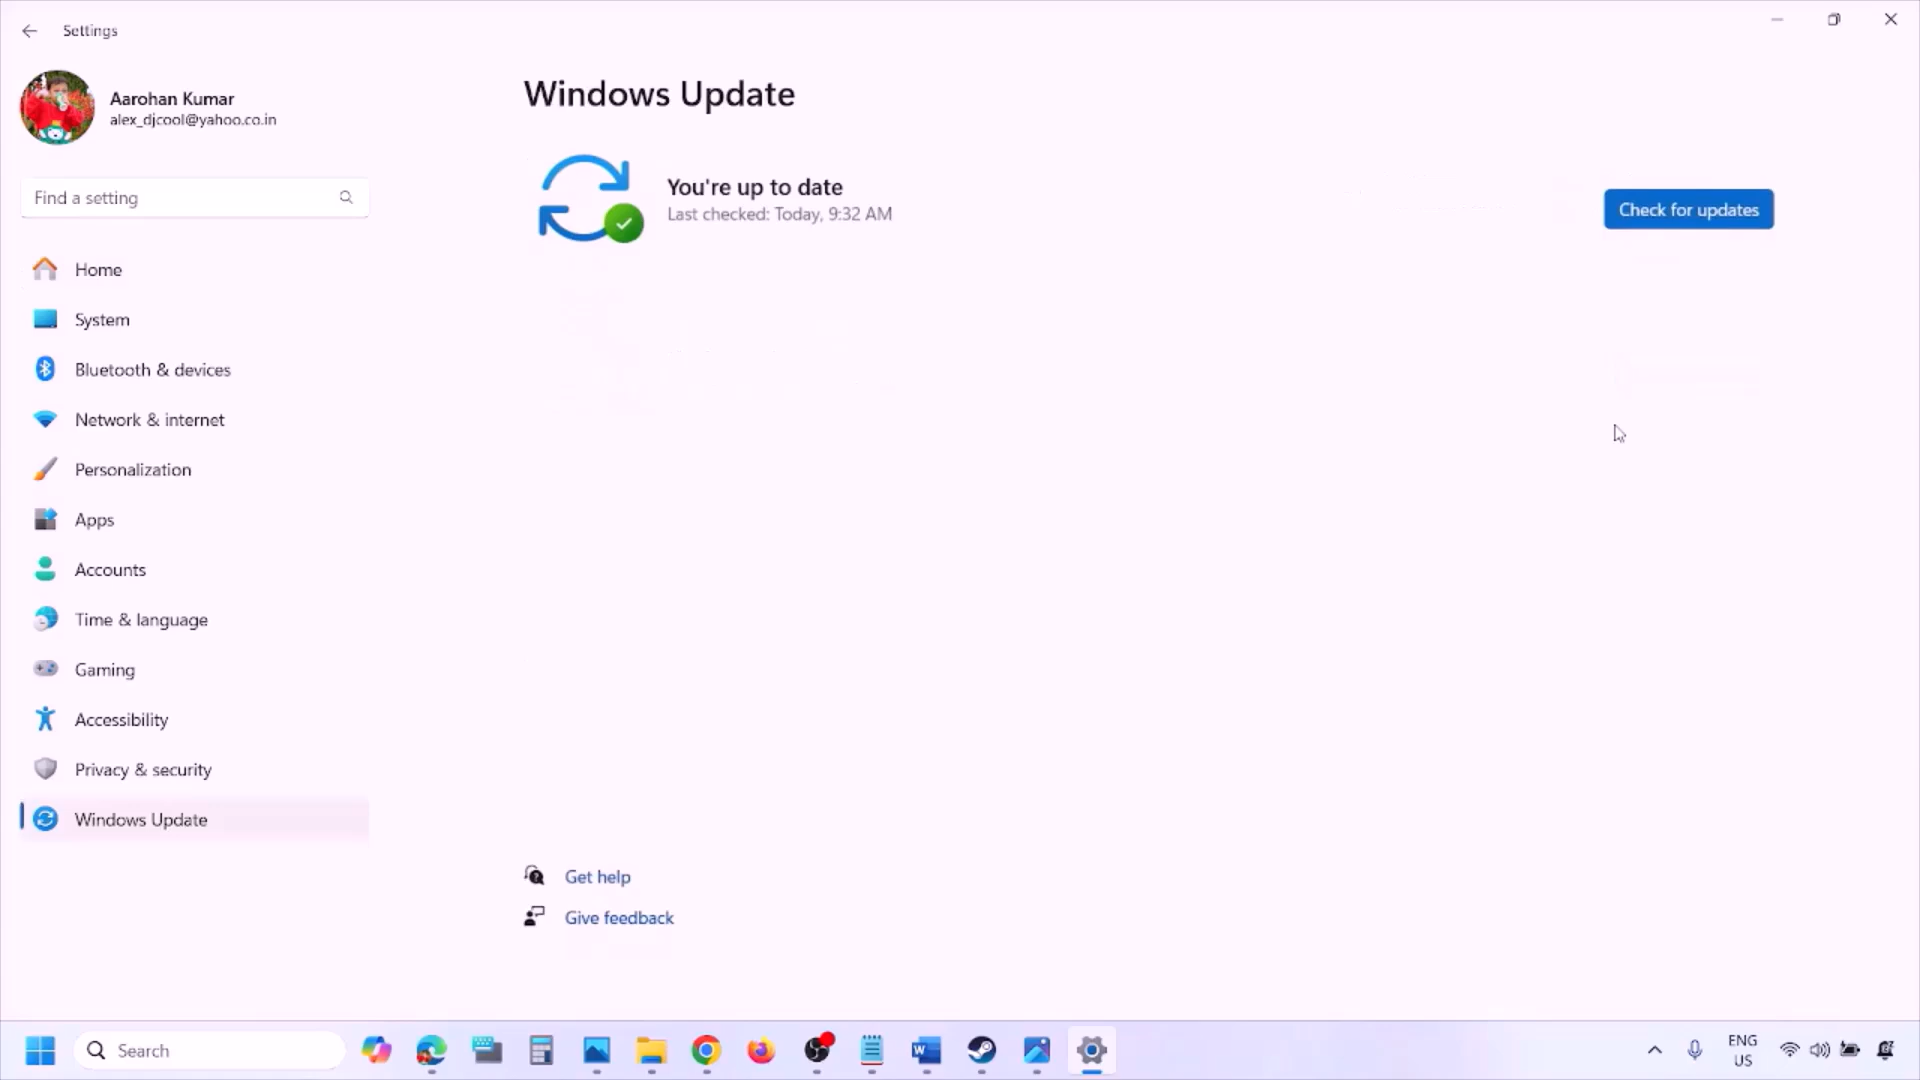 Settings
Aarohan Kumar
alex_djcool@yahoo.co.in
Find a setting
Home
System
Bluetooth & devices
Network & internet
Personalization
Apps
Accounts
Time & language
Gaming
Accessibility
Privacy & security
Windows Update
Windows Update
You're up to date
Last checked: Today, 9:32 AM
Check for updates
Get help
Give feedback
Search
ENG
US